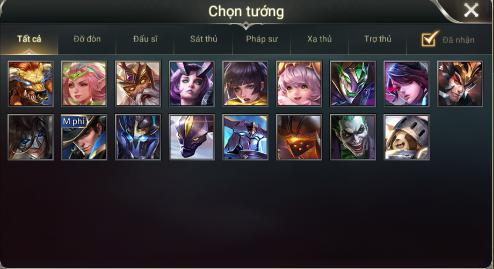 Chọn tướng
Tất cả Đỡ đòn Đấu sĩ Sát thủ Pháp sư Xạ thủ Trợ thủ Đã nhận
M.phí